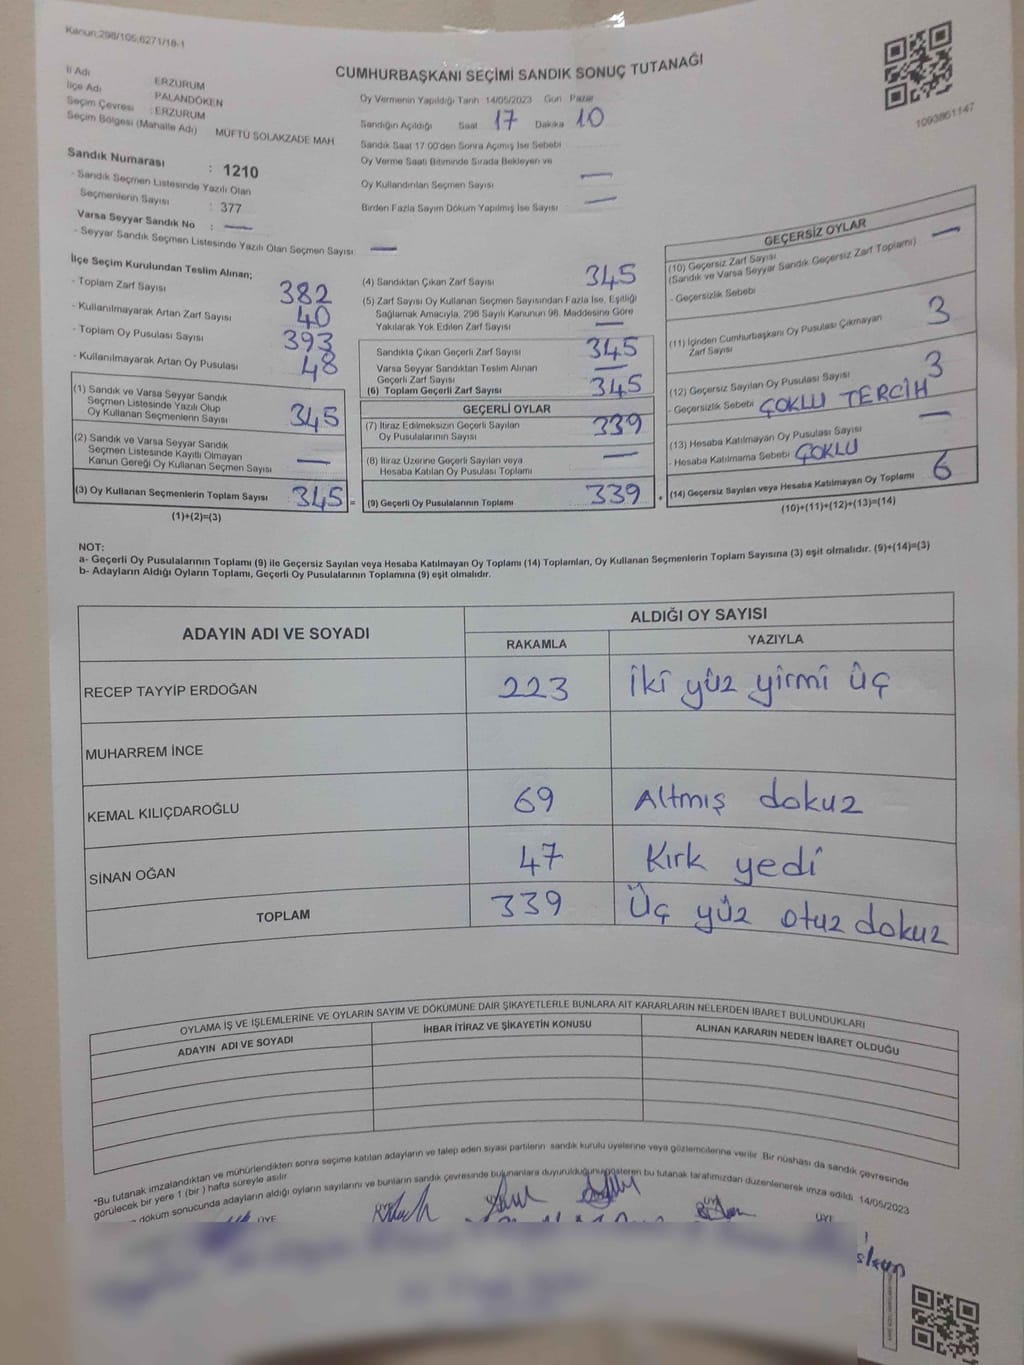 Kanun;298/105;6271/18-1
CUMHURBAŞKANI SEÇİMİ SANDIK SONUÇ TUTANAĞI
1093861147
İl Adı ERZURUM
İlçe Adı PALANDÖKEN
Seçim Çevresi : ERZURUM
Seçim Bölgesi (Mahalle Adı) MÜFTÜ SOLAKZADE MAH
Sandık Numarası : 1210
- Sandık Seçmen Listesinde Yazılı Olan
Seçmenlerin Sayısı : 377
Varsa Seyyar Sandık No : —
- Seyyar Sandık Seçmen Listesinde Yazılı Olan Seçmen Sayısı —
Oy Vermenin Yapıldığı Tarih 14/05/2023 Gün Pazar
Sandığın Açıldığı Saat 17 Dakika 10
Sandık Saat 17 00'den Sonra Açımış İse Sebebi
Oy Verme Saati Bitiminde Sırada Bekleyen ve
Oy Kullandırılan Seçmen Sayısı —
Birden Fazla Sayım Döküm Yapılmış İse Sayısı —
İlçe Seçim Kurulundan Teslim Alınan;
- Toplam Zarf Sayısı 382
- Kullanılmayarak Artan Zarf Sayısı 40
- Toplam Oy Pusulası Sayısı 393
- Kullanılmayarak Artan Oy Pusulası 48
(1) Sandık ve Varsa Seyyar Sandık
Seçmen Listesinde Yazılı Olup
Oy Kullanan Seçmenlerin Sayısı 345
(2) Sandık ve Varsa Seyyar Sandık
Seçmen Listesinde Kayıtlı Olmayan
Kanun Gereği Oy Kullanan Seçmen Sayısı —
(3) Oy Kullanan Seçmenlerin Toplam Sayısı 345 =
(1)+(2)=(3)
(4) Sandıktan Çıkan Zarf Sayısı 345
(5) Zarf Sayısı Oy Kullanan Seçmen Sayısından Fazla İse, Eşitliği
Sağlamak Amacıyla, 298 Sayılı Kanunun 98. Maddesine Göre
Yakılarak Yok Edilen Zarf Sayısı —
Sandıkta Çıkan Geçerli Zarf Sayısı 345
Varsa Seyyar Sandıktan Teslim Alınan
Geçerli Zarf Sayısı —
(6) Toplam Geçerli Zarf Sayısı 345
GEÇERLİ OYLAR
(7) İtiraz Edilmeksizin Geçerli Sayılan
Oy Pusulalarının Sayısı 339
(8) İtiraz Üzerine Geçerli Sayılan veya
Hesaba Katılan Oy Pusulası Toplamı —
(9) Geçerli Oy Pusulalarının Toplamı 339 +
GEÇERSİZ OYLAR
(10) Geçersiz Zarf Sayısı —
(Sandık ve Varsa Seyyar Sandık Geçersiz Zarf Toplamı)
- Geçersizlik Sebebi
(11) İçinden Cumhurbaşkanı Oy Pusulası Çıkmayan
Zarf Sayısı 3
(12) Geçersiz Sayılan Oy Pusulası Sayısı 3
- Geçersizlik Sebebi ÇOKLU TERCİH
(13) Hesaba Katılmayan Oy Pusulası Sayısı —
- Hesaba Katılmama Sebebi ÇOKLU
(14) Geçersiz Sayılan veya Hesaba Katılmayan Oy Toplamı 6
(10)+(11)+(12)+(13)=(14)
NOT:
a- Geçerli Oy Pusulalarının Toplamı (9) ile Geçersiz Sayılan veya Hesaba Katılmayan Oy Toplamı (14) Toplamları, Oy Kullanan Seçmenlerin Toplam Sayısına (3) eşit olmalıdır. (9)+(14)=(3)
b- Adayların Aldığı Oyların Toplamı, Geçerli Oy Pusulalarının Toplamına (9) eşit olmalıdır.
ADAYIN ADI VE SOYADI ALDIĞI OY SAYISI
RAKAMLA YAZIYLA
RECEP TAYYİP ERDOĞAN 223 İki yüz yirmi üç
MUHARREM İNCE
KEMAL KILIÇDAROĞLU 69 Altmış dokuz
SİNAN OĞAN 47 Kırk yedi
TOPLAM 339 Üç yüz otuz dokuz
OYLAMA İŞ VE İŞLEMLERİNE VE OYLARIN SAYIM VE DÖKÜMÜNE DAİR ŞİKAYETLERLE BUNLARA AİT KARARLARIN NELERDEN İBARET BULUNDUKLARI
ADAYIN ADI VE SOYADI İHBAR İTİRAZ VE ŞİKAYETİN KONUSU ALINAN KARARIN NEDEN İBARET OLDUĞU
"Bu tutanak imzalandıktan ve mühürlendikten sonra seçime katılan adayların ve talep eden siyasi partilerin sandık kurulu üyelerine veya gözlemcilerine verilir. Bir nüshası da sandık çevresinde
görülecek bir yere 1 (bir) hafta süreyle asılır
döküm sonucunda adayların aldığı oyların sayılarını ve bunların sandık çevresinde bulunanlara duyurulduğunu gösteren bu tutanak tarafımızdan düzenlenerek imza edildi 14/05/2023
ÜYE ÜYE